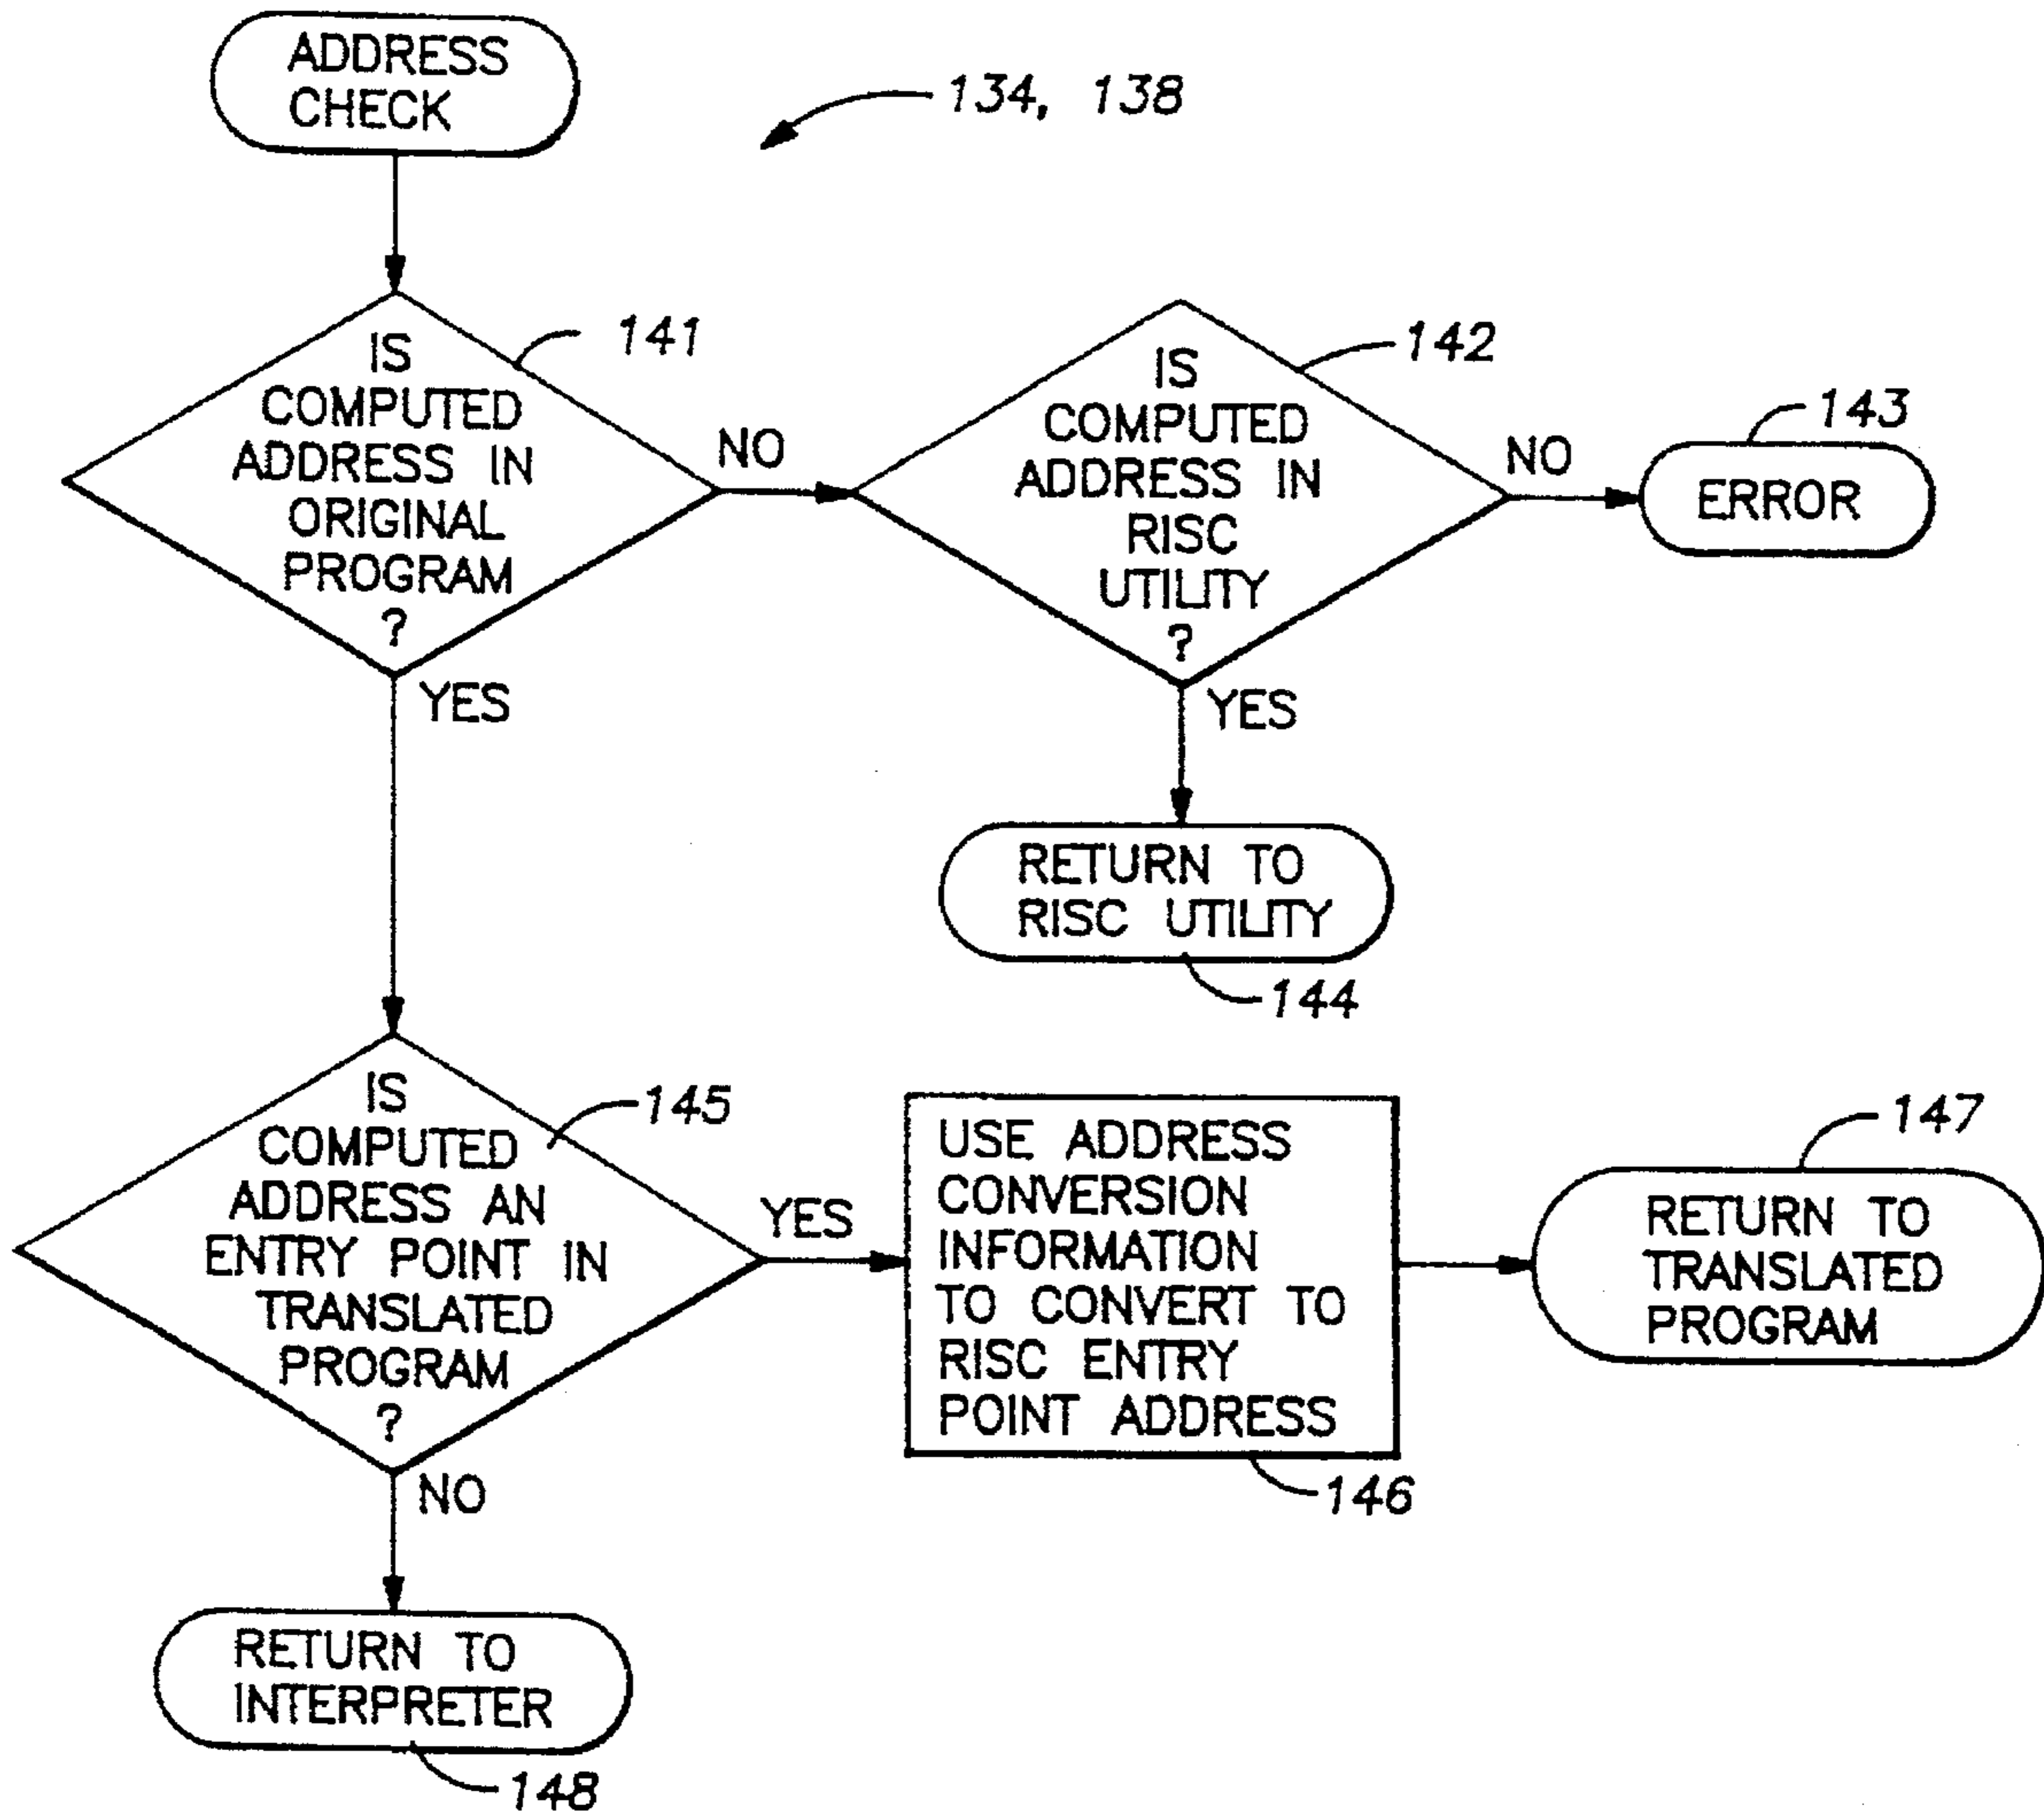 ADDRESS
CHECK
134, 138
IS
COMPUTED
ADDRESS IN
ORIGINAL
PROGRAM
?
141
NO
YES
IS
COMPUTED
ADDRESS IN
RISC
UTILITY
?
142
NO
YES
ERROR
143
RETURN TO
RISC UTILITY
144
IS
COMPUTED
ADDRESS AN
ENTRY POINT IN
TRANSLATED
PROGRAM
?
145
YES
NO
USE ADDRESS
CONVERSION
INFORMATION
TO CONVERT TO
RISC ENTRY
POINT ADDRESS
146
RETURN TO
TRANSLATED
PROGRAM
147
RETURN TO
INTERPRETER
148